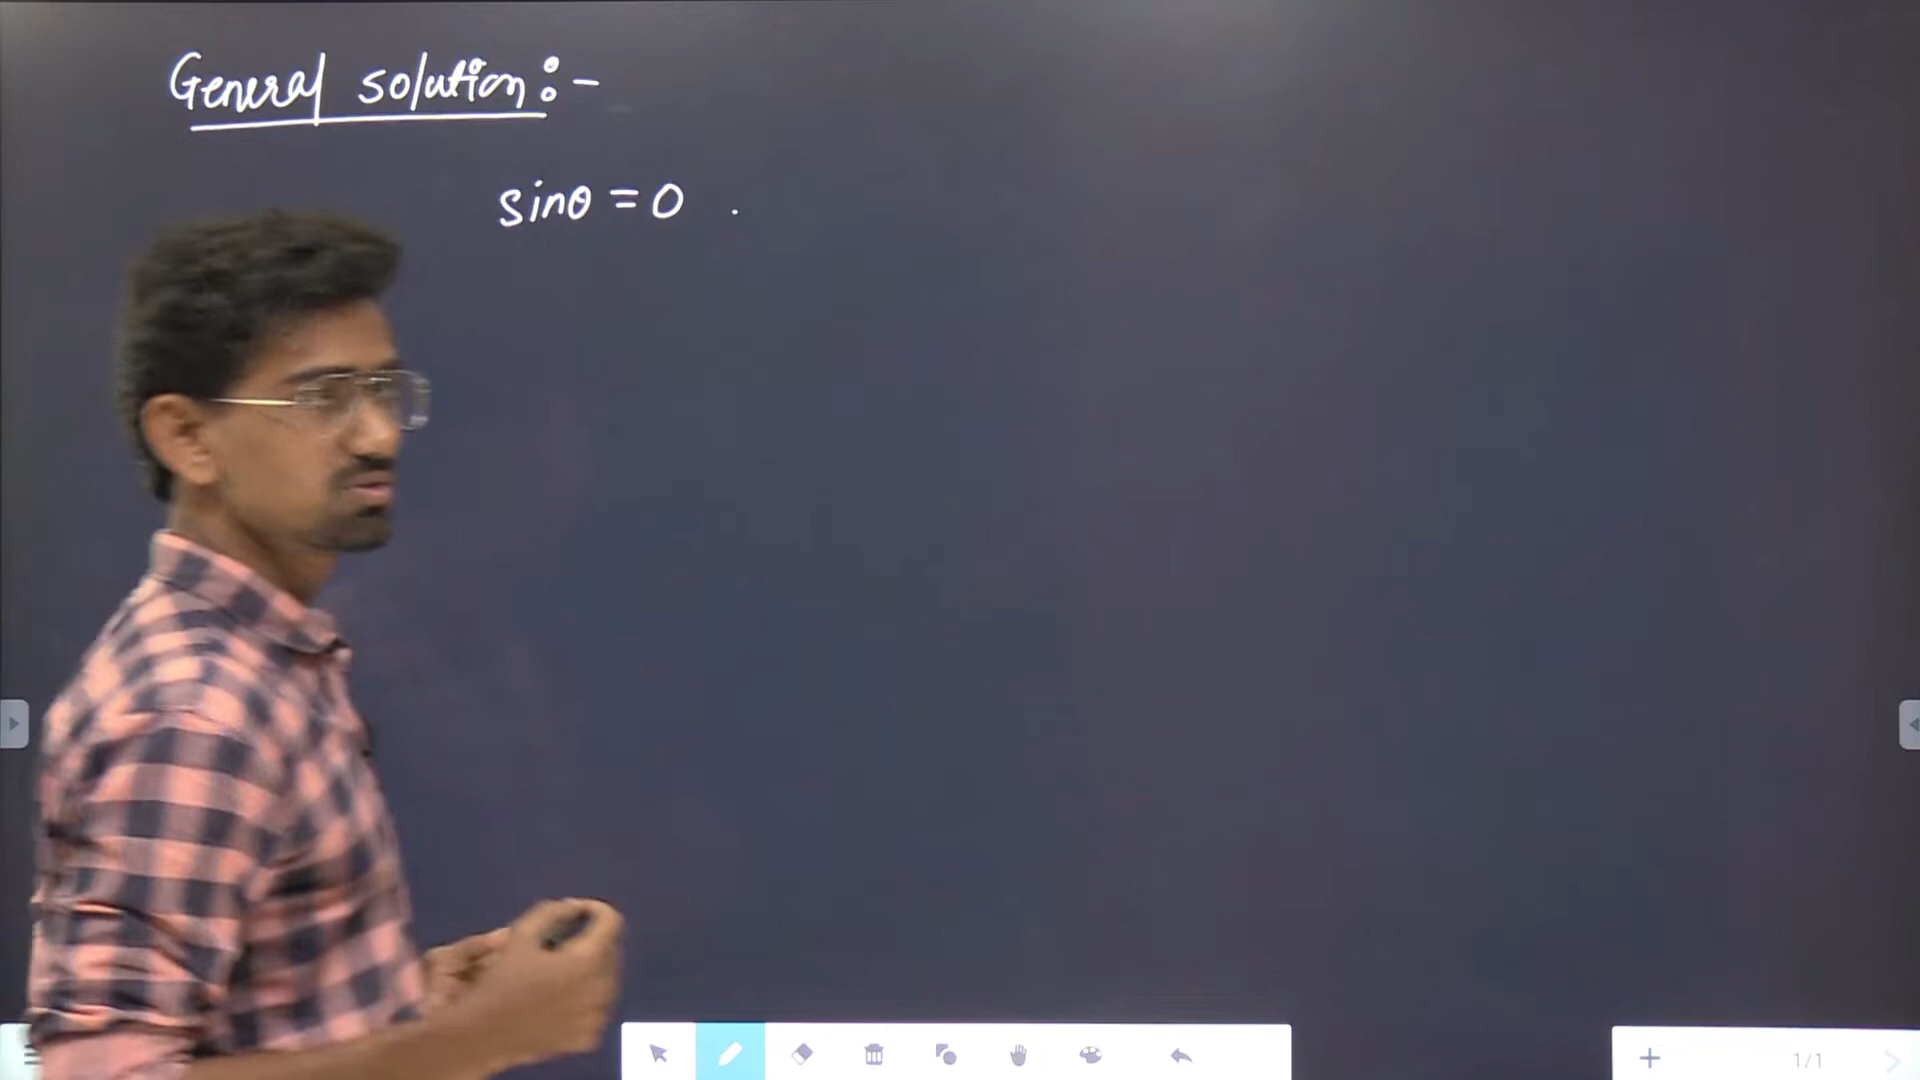 General solution:-
sinθ = 0 .
1/1